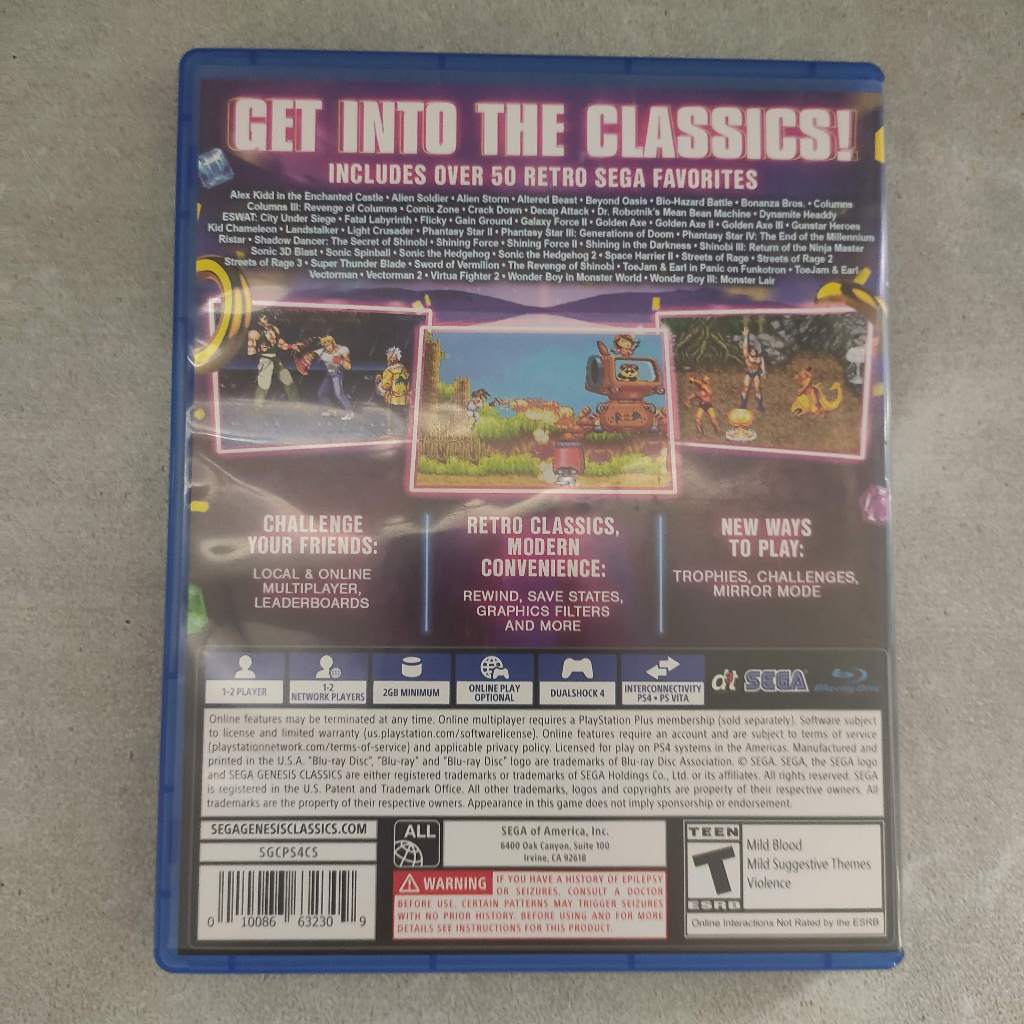 GET INTO THE CLASSICS!
INCLUDES OVER 50 RETRO SEGA FAVORITES
Alex Kidd in the Enchanted Castle • Alien Soldier • Alien Storm • Altered Beast • Beyond Oasis • Bio-Hazard Battle • Bonanza Bros. • Columns
Columns III: Revenge of Columns • Comix Zone • Crack Down • Decap Attack • Dr. Robotnik's Mean Bean Machine • Dynamite Headdy
ESWAT: City Under Siege • Fatal Labyrinth • Flicky • Gain Ground • Galaxy Force II • Golden Axe • Golden Axe II • Golden Axe III • Gunstar Heroes
Kid Chameleon • Landstalker • Light Crusader • Phantasy Star II • Phantasy Star III: Generations of Doom • Phantasy Star IV: The End of the Millennium
Ristar • Shadow Dancer: The Secret of Shinobi • Shining Force • Shining Force II • Shining in the Darkness • Shinobi III: Return of the Ninja Master
Sonic 3D Blast • Sonic Spinball • Sonic the Hedgehog • Sonic the Hedgehog 2 • Space Harrier II • Streets of Rage • Streets of Rage 2
Streets of Rage 3 • Super Thunder Blade • Sword of Vermilion • The Revenge of Shinobi • ToeJam & Earl in Panic on Funkotron • ToeJam & Earl
Vectorman • Vectorman 2 • Virtua Fighter 2 • Wonder Boy in Monster World • Wonder Boy III: Monster Lair
CHALLENGE
YOUR FRIENDS:
LOCAL & ONLINE
MULTIPLAYER,
LEADERBOARDS
RETRO CLASSICS,
MODERN
CONVENIENCE:
REWIND, SAVE STATES,
GRAPHICS FILTERS
AND MORE
NEW WAYS
TO PLAY:
TROPHIES, CHALLENGES,
MIRROR MODE
1-2 PLAYER
1-2
NETWORK PLAYERS
2GB MINIMUM
ONLINE PLAY
OPTIONAL
DUALSHOCK 4
INTERCONNECTIVITY
PS4 • PS VITA
dt SEGA Blu-ray Disc
Online features may be terminated at any time. Online multiplayer requires a PlayStation Plus membership (sold separately). Software subject
to license and limited warranty (us.playstation.com/softwarelicense). Online features require an account and are subject to terms of service
(playstationnetwork.com/terms-of-service) and applicable privacy policy. Licensed for play on PS4 systems in the Americas. Manufactured and
printed in the U.S.A. "Blu-ray Disc", "Blu-ray" and "Blu-ray Disc" logo are trademarks of Blu-ray Disc Association. © SEGA. SEGA, the SEGA logo
and SEGA GENESIS CLASSICS are either registered trademarks or trademarks of SEGA Holdings Co., Ltd. or its affiliates. All rights reserved. SEGA
is registered in the U.S. Patent and Trademark Office. All other trademarks, logos and copyrights are property of their respective owners. All
trademarks are the property of their respective owners. Appearance in this game does not imply sponsorship or endorsement.
SEGAGENESISCLASSICS.COM
SGCPS4CS
0 10086 63230 9
ALL
SEGA of America, Inc.
6400 Oak Canyon, Suite 100
Irvine, CA 92618
WARNING IF YOU HAVE A HISTORY OF EPILEPSY
OR SEIZURES, CONSULT A DOCTOR
BEFORE USE. CERTAIN PATTERNS MAY TRIGGER SEIZURES
WITH NO PRIOR HISTORY. BEFORE USING AND FOR MORE
DETAILS SEE INSTRUCTIONS FOR THIS PRODUCT.
TEEN
T
ESRB
Mild Blood
Mild Suggestive Themes
Violence
Online Interactions Not Rated by the ESRB